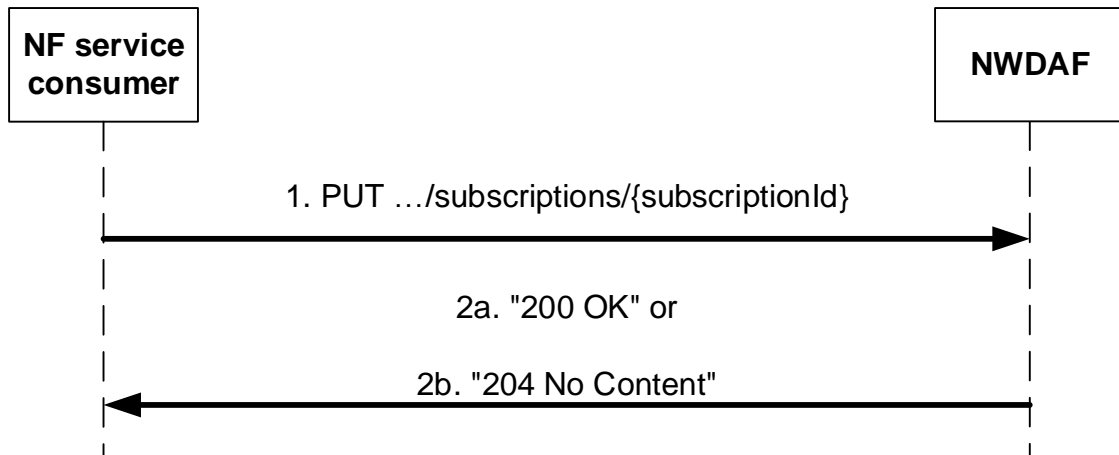 NF service
consumer
NWDAF
1. PUT …/subscriptions/{subscriptionId}
2a. "200 OK" or
2b. "204 No Content"